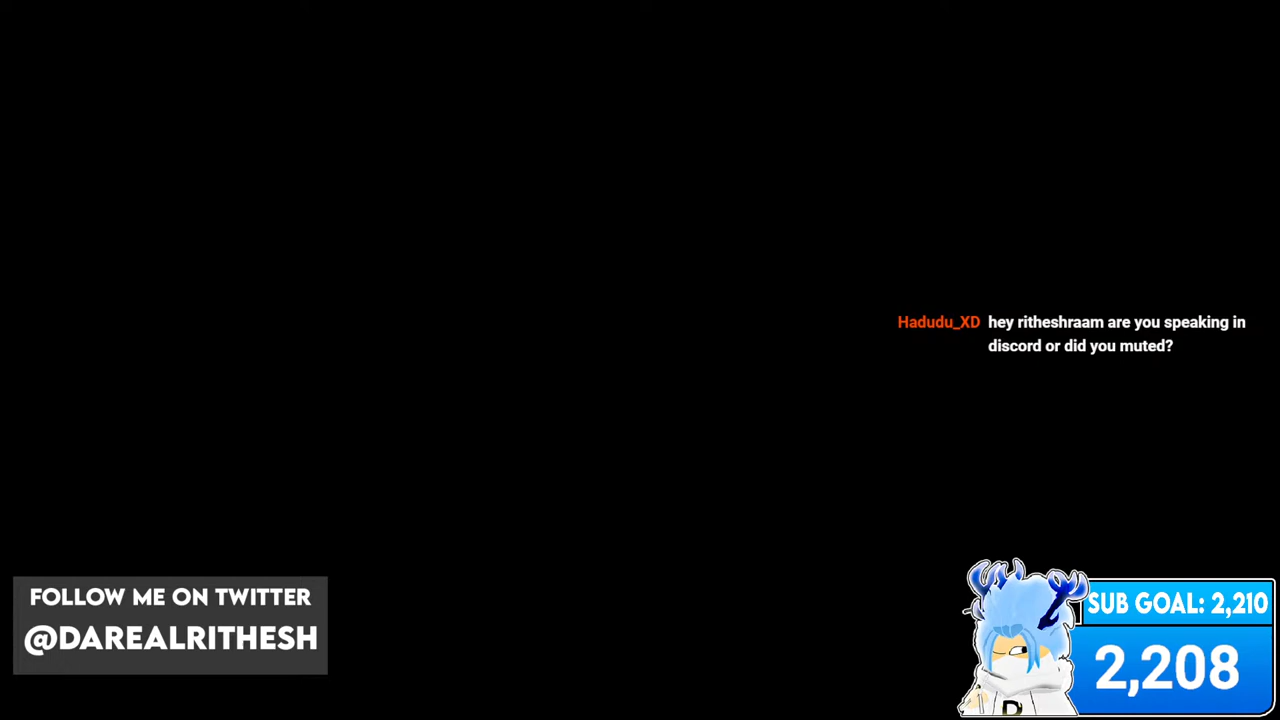 Hadudu_XD hey ritheshraam are you speaking in
discord or did you muted?
FOLLOW ME ON TWITTER
@DAREALRITHESH
SUB GOAL: 2,210
2,208
D